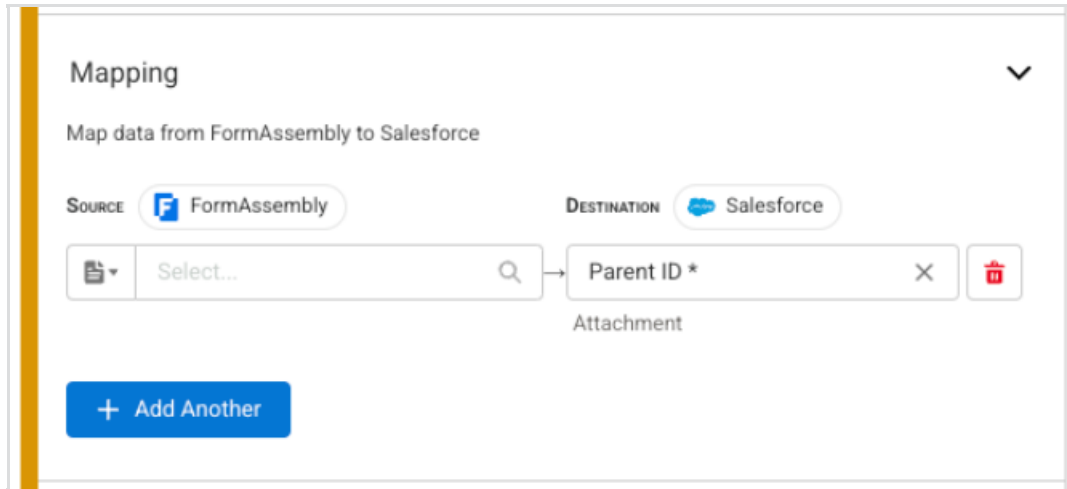 Mapping
Map data from FormAssembly to Salesforce
SOURCE FormAssembly DESTINATION Salesforce
Select... → Parent ID *
Attachment
+ Add Another